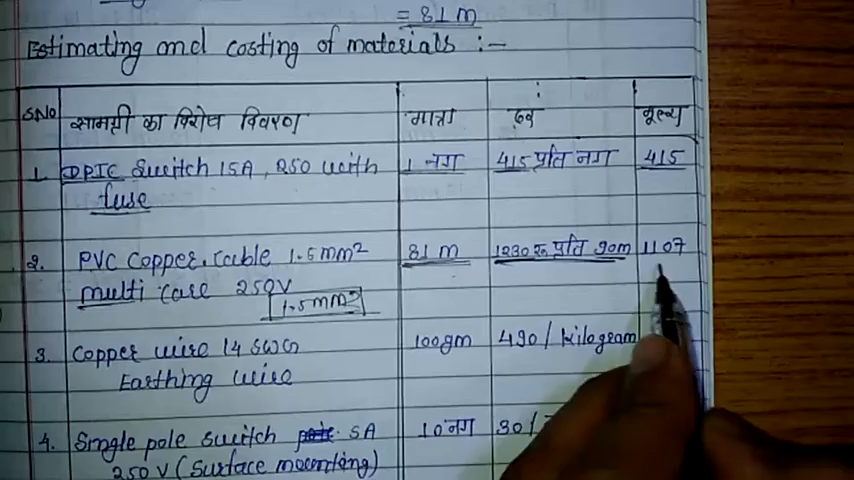 = 81 m
Estimating and costing of materials :-
SNo सामग्री का विशेष विवरण मात्रा दर मूल्य
1. DPIC Switch 15A, 250 with 1 नग 415 प्रति नग 415
fuse
2. PVC Copper Cable 1.5mm² 81 m 1230 रू प्रति 90m 1107
multi core 250V
1.5mm²
3. Copper wire 14 SWG 100gm 490/kilogram
Earthing wire
4. Single pole switch 5A 10 नग 30/
250 V (Surface mounting)